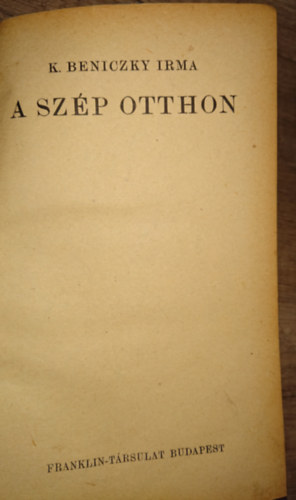 K. BENICZKY IRMA
A SZÉP OTTHON
FRANKLIN-TÁRSULAT BUDAPEST